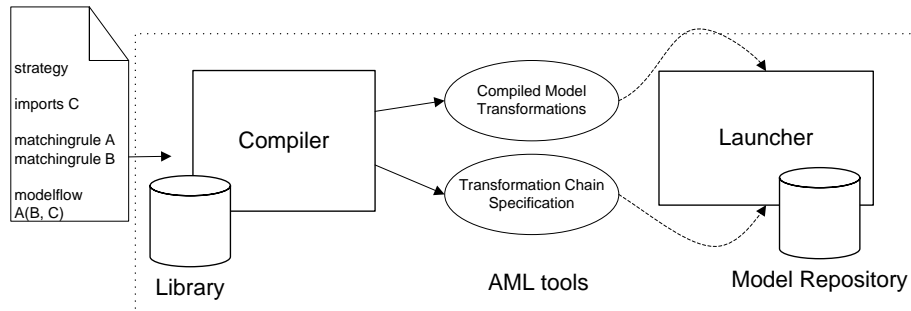 strategy
imports C
matchingrule A
matchingrule B
modelflow
A(B, C)
Compiler
Library
Compiled Model
Transformations
Transformation Chain
Specification
AML tools
Launcher
Model Repository